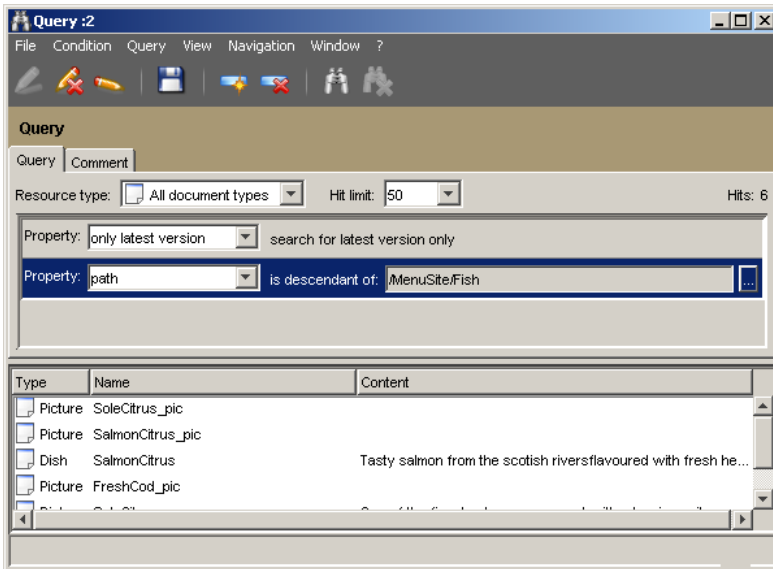 Query :2
File Condition Query View Navigation Window ?
Query
Query Comment
Resource type: All document types Hit limit: 50 Hits: 6
Property: only latest version search for latest version only
Property: path is descendant of: /MenuSite/Fish ...
Type Name Content
Picture SoleCitrus_pic
Picture SalmonCitrus_pic
Dish SalmonCitrus Tasty salmon from the scotish riversflavoured with fresh he...
Picture FreshCod_pic